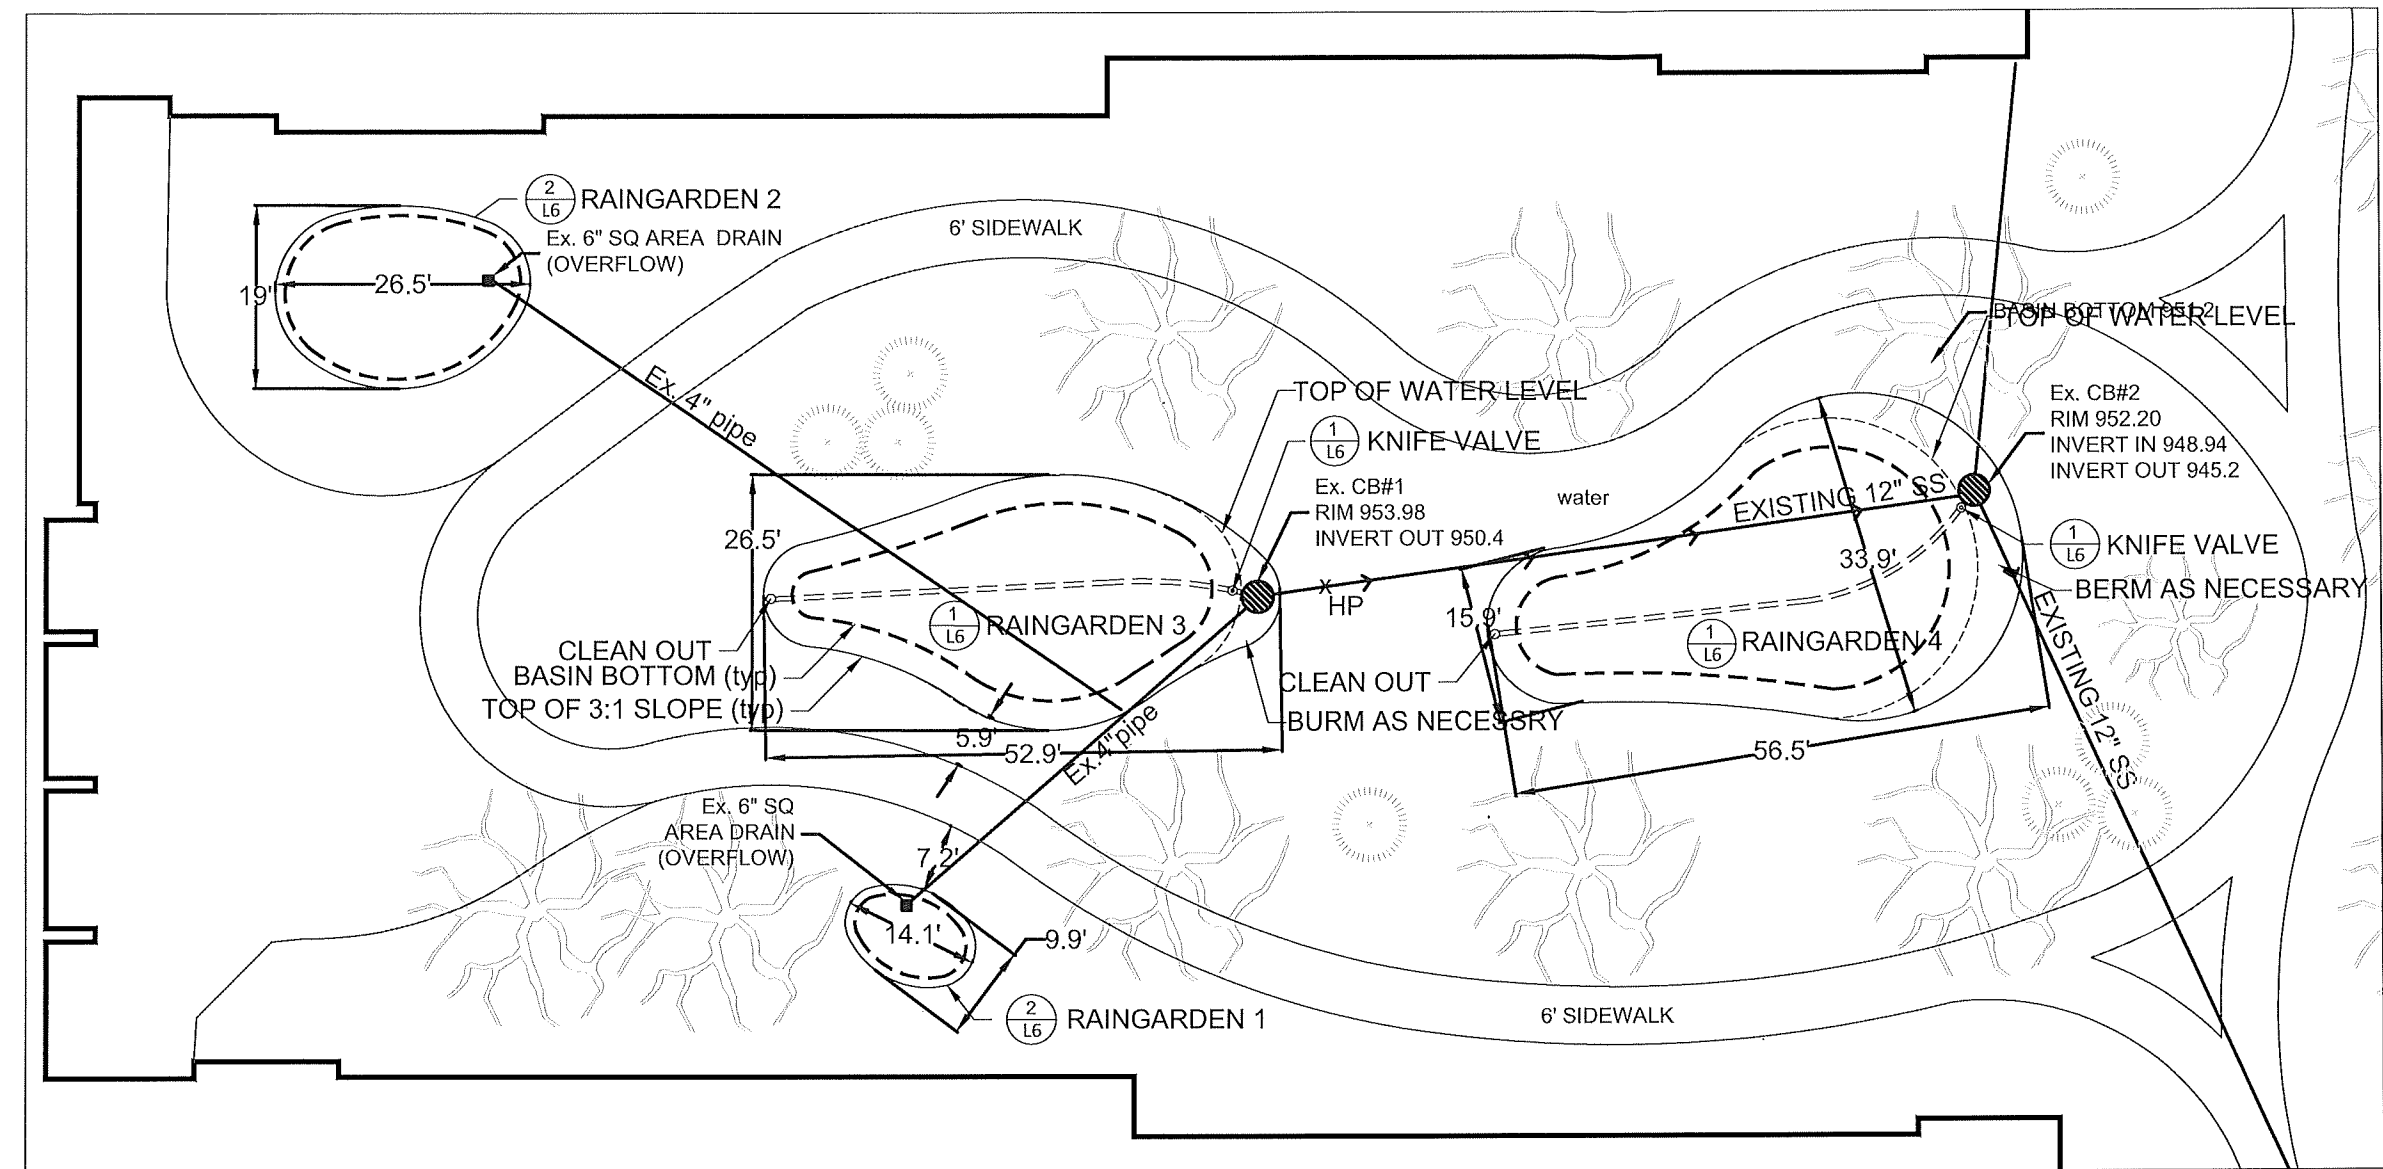 2
L6
RAINGARDEN 2
Ex. 6" SQ AREA DRAIN
(OVERFLOW)
19'
26.5'
6' SIDEWALK
Ex. 4" pipe
BASIN BOTTOM 951.2
TOP OF WATER LEVEL
TOP OF WATER LEVEL
1
L6
KNIFE VALVE
Ex. CB#1
RIM 953.98
INVERT OUT 950.4
water
Ex. CB#2
RIM 952.20
INVERT IN 948.94
INVERT OUT 945.2
EXISTING 12" SS
1
L6
KNIFE VALVE
BERM AS NECESSARY
26.5'
x
HP
15.9'
33.9'
1
L6
RAINGARDEN 3
1
L6
RAINGARDEN 4
CLEAN OUT
BASIN BOTTOM (typ)
TOP OF 3:1 SLOPE (typ)
CLEAN OUT
BURM AS NECESSRY
EXISTING 12" SS
5.9'
52.9'
Ex.4" pipe
56.5'
Ex. 6" SQ
AREA DRAIN
(OVERFLOW)
7.2'
14.1'
9.9'
2
L6
RAINGARDEN 1
6' SIDEWALK